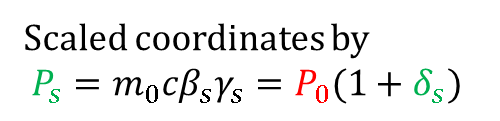 Scaled coordinates by
Pₛ = m₀cβₛγₛ = P₀(1 + δₛ)